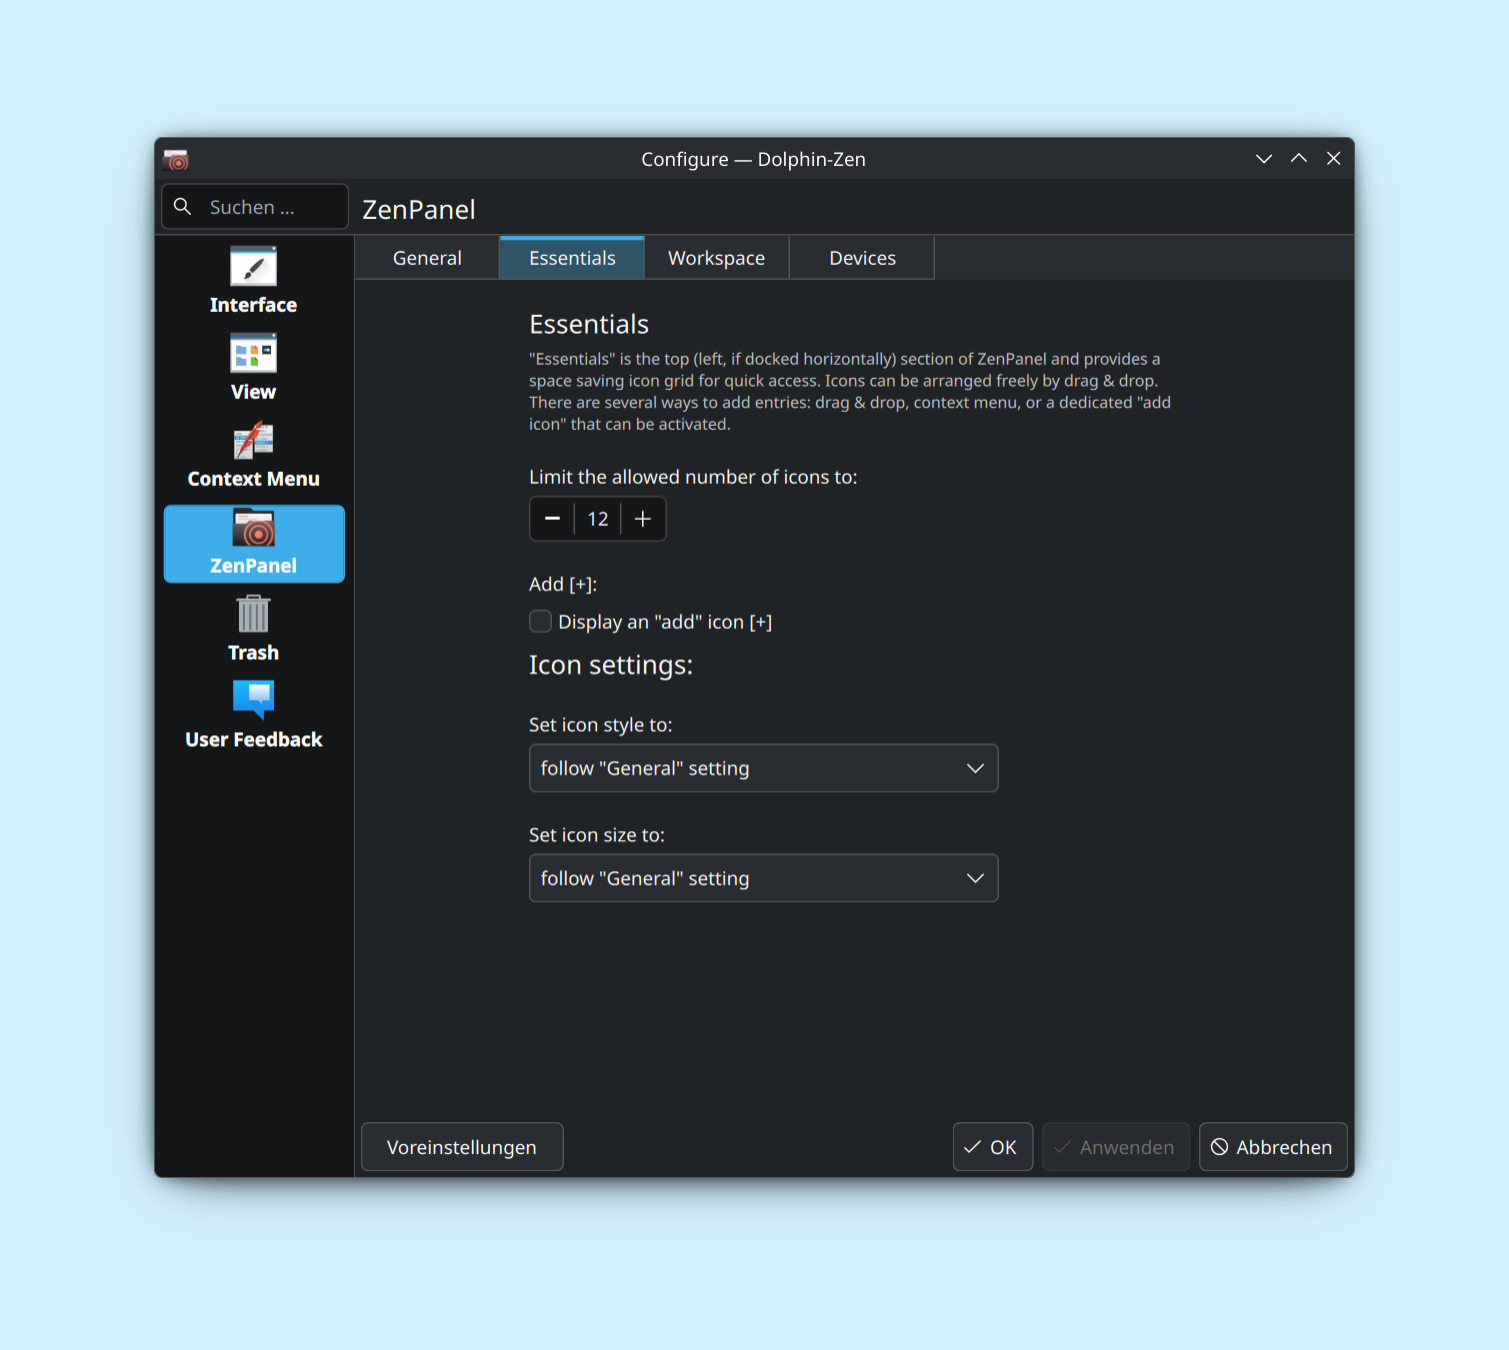 Configure — Dolphin-Zen
Suchen ...
ZenPanel
Interface
View
Context Menu
ZenPanel
Trash
User Feedback
General
Essentials
Workspace
Devices
Essentials
"Essentials" is the top (left, if docked horizontally) section of ZenPanel and provides a
space saving icon grid for quick access. Icons can be arranged freely by drag & drop.
There are several ways to add entries: drag & drop, context menu, or a dedicated "add
icon" that can be activated.
Limit the allowed number of icons to:
12
Add [+]:
Display an "add" icon [+]
Icon settings:
Set icon style to:
follow "General" setting
Set icon size to:
follow "General" setting
Voreinstellungen
OK
Anwenden
Abbrechen